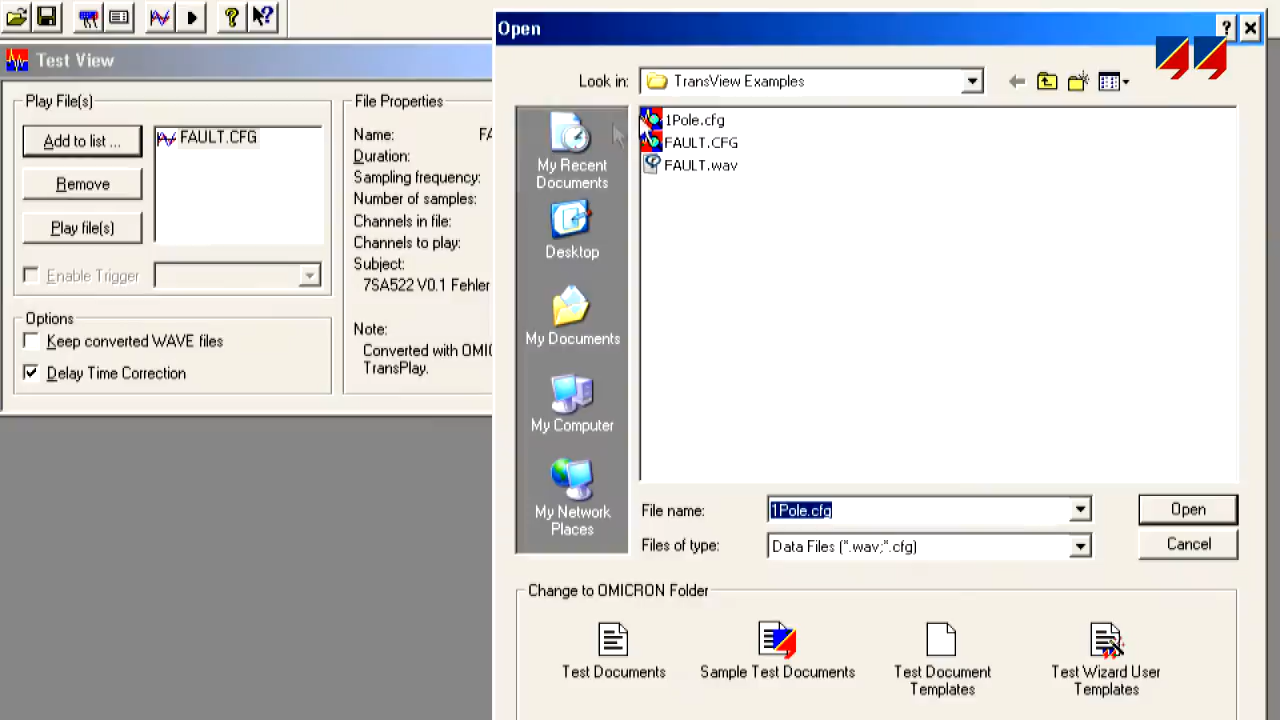 Test View
Play File(s)
Add to list ...
FAULT.CFG
Remove
Play file(s)
Enable Trigger
Options
Keep converted WAVE files
Delay Time Correction
File Properties
Name: FA
Duration:
Sampling frequency:
Number of samples:
Channels in file:
Channels to play:
Subject:
7SA522 V0.1 Fehler
Note:
Converted with OMIC
TransPlay.
Open
Look in:
TransView Examples
My Recent
Documents
Desktop
My Documents
My Computer
My Network
Places
1Pole.cfg
FAULT.CFG
FAULT.wav
File name:
1Pole.cfg
Open
Files of type:
Data Files (*.wav;*.cfg)
Cancel
Change to OMICRON Folder
Test Documents
Sample Test Documents
Test Document
Templates
Test Wizard User
Templates